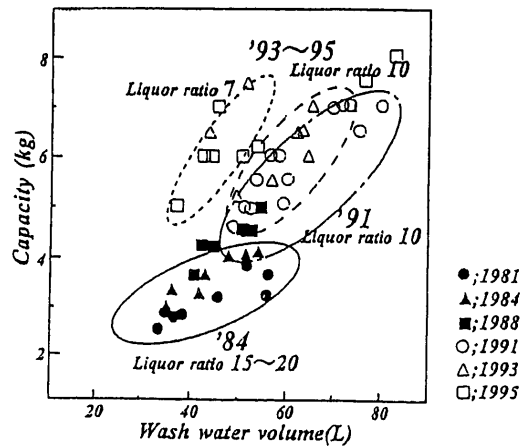 '93～95
Liquor ratio 10
Liquor ratio 7
'91
Liquor ratio 10
'84
Liquor ratio 15～20
Capacity (kg)
8
6
4
2
20
40
60
80
Wash water volume(L)
●;1981
▲;1984
■;1988
○;1991
△;1993
□;1995